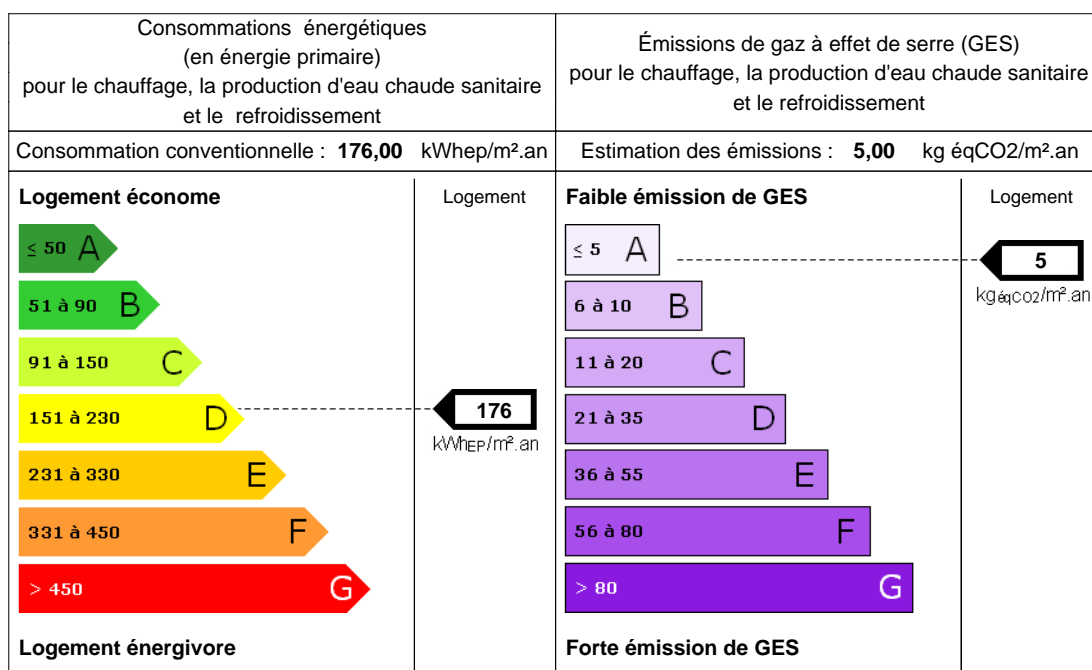 Consommations énergétiques
(en énergie primaire)
pour le chauffage, la production d'eau chaude sanitaire
et le refroidissement
Émissions de gaz à effet de serre (GES)
pour le chauffage, la production d'eau chaude sanitaire
et le refroidissement
Consommation conventionnelle : 176,00 kWhep/m².an
Estimation des émissions : 5,00 kg éqCO2/m².an
Logement économe
Logement
≤ 50 A
51 à 90 B
91 à 150 C
151 à 230 D
231 à 330 E
331 à 450 F
> 450 G
176
kWhEP/m².an
Logement énergivore
Faible émission de GES
Logement
≤ 5 A
6 à 10 B
11 à 20 C
21 à 35 D
36 à 55 E
56 à 80 F
> 80 G
5
kgéqCO2/m².an
Forte émission de GES